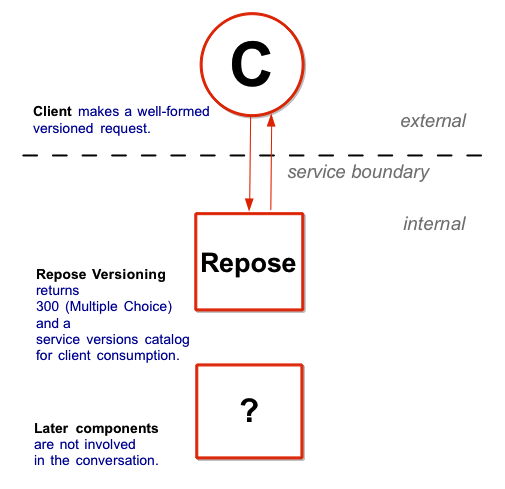 C
Client makes a well-formed
versioned request.
external
service boundary
internal
Repose
Repose Versioning
returns
300 (Multiple Choice)
and a
service versions catalog
for client consumption.
?
Later components
are not involved
in the conversation.